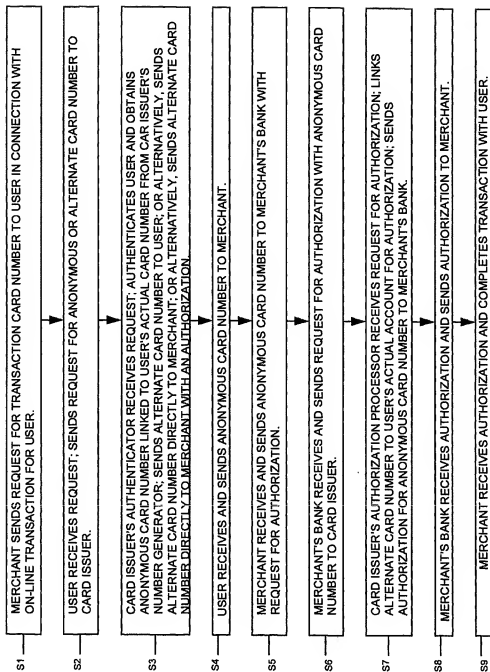 S1
MERCHANT SENDS REQUEST FOR TRANSACTION CARD NUMBER TO USER IN CONNECTION WITH
ON-LINE TRANSACTION FOR USER.
S2
USER RECEIVES REQUEST; SENDS REQUEST FOR ANONYMOUS OR ALTERNATE CARD NUMBER TO
CARD ISSUER.
S3
CARD ISSUER'S AUTHENTICATOR RECEIVES REQUEST; AUTHENTICATES USER AND OBTAINS
ANONYMOUS CARD NUMBER LINKED TO USER'S ACTUAL CARD NUMBER FROM CAR ISSUER'S
NUMBER GENERATOR; SENDS ALTERNATE CARD NUMBER TO USER; OR ALTERNATIVELY, SENDS
ALTERNATE CARD NUMBER DIRECTLY TO MERCHANT; OR ALTERNATIVELY, SENDS ALTERNATE CARD
NUMBER DIRECTLY TO MERCHANT WITH AN AUTHORIZATION.
S4
USER RECEIVES AND SENDS ANONYMOUS CARD NUMBER TO MERCHANT.
S5
MERCHANT RECEIVES AND SENDS ANONYMOUS CARD NUMBER TO MERCHANT'S BANK WITH
REQUEST FOR AUTHORIZATION.
S6
MERCHANT'S BANK RECEIVES AND SENDS REQUEST FOR AUTHORIZATION WITH ANONYMOUS CARD
NUMBER TO CARD ISSUER.
S7
CARD ISSUER'S AUTHORIZATION PROCESSOR RECEIVES REQUEST FOR AUTHORIZATION; LINKS
ALTERNATE CARD NUMBER TO USER'S ACTUAL ACCOUNT FOR AUTHORIZATION; SENDS
AUTHORIZATION FOR ANONYMOUS CARD NUMBER TO MERCHANT'S BANK.
S8
MERCHANT'S BANK RECEIVES AUTHORIZATION AND SENDS AUTHORIZATION TO MERCHANT.
S9
MERCHANT RECEIVES AUTHORIZATION AND COMPLETES TRANSACTION WITH USER.